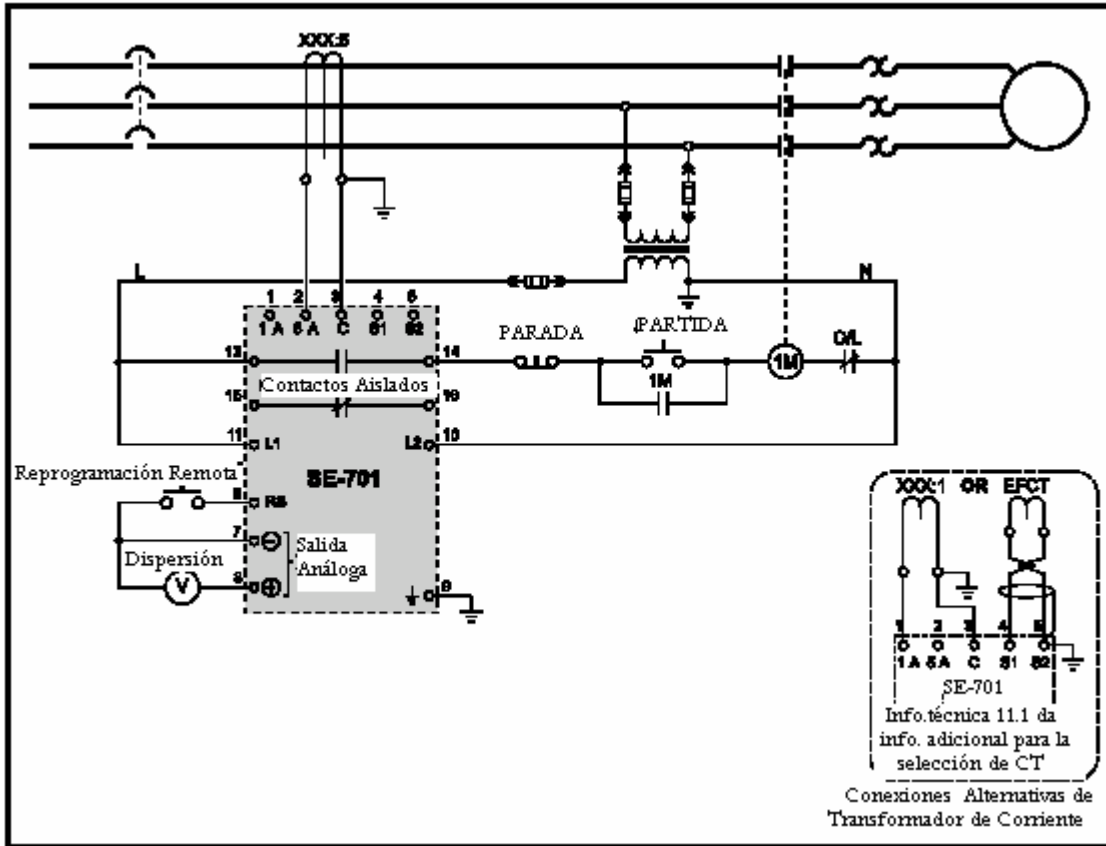 XXX:5
L
N
1 2 3 4 5
1 A 5 A C S1 S2
PARADA
PARTIDA
O/L
13
14
1M
1M
Contactos Aislados
15
16
11 L1
L2 10
Reprogramación Remota
SE-701
6 RS
7
Dispersión
Salida
Análoga
V
8
9
XXX:1 OR EFCT
1 2 3 4 5
1 A 5 A C S1 S2
SE-701
Info.técnica 11.1 da
info. adicional para la
selección de CT
Conexiones Alternativas de
Transformador de Corriente